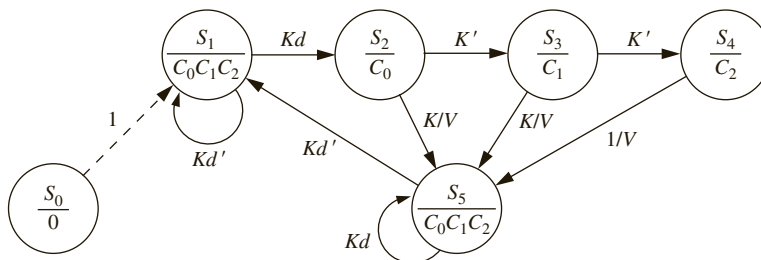 S₁
C₀C₁C₂
Kd
S₂
C₀
K′
S₃
C₁
K′
S₄
C₂
1
Kd′
Kd′
K/V
K/V
1/V
S₀
0
S₅
C₀C₁C₂
Kd